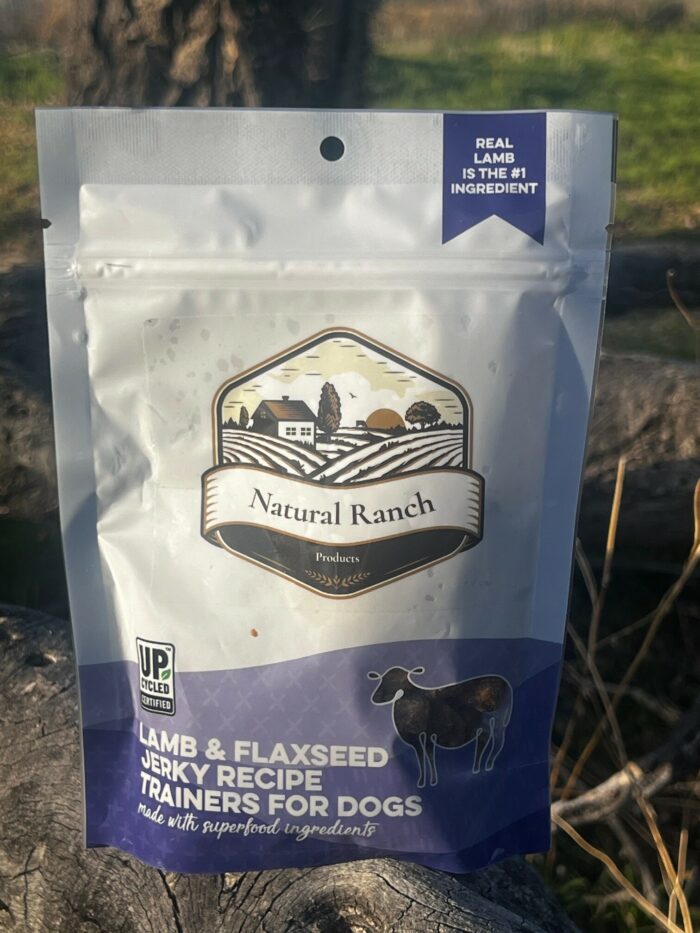 REAL
LAMB
IS THE #1
INGREDIENT
Natural Ranch
Products
UP
CYCLED
CERTIFIED
LAMB & FLAXSEED
JERKY RECIPE
TRAINERS FOR DOGS
made with superfood ingredients